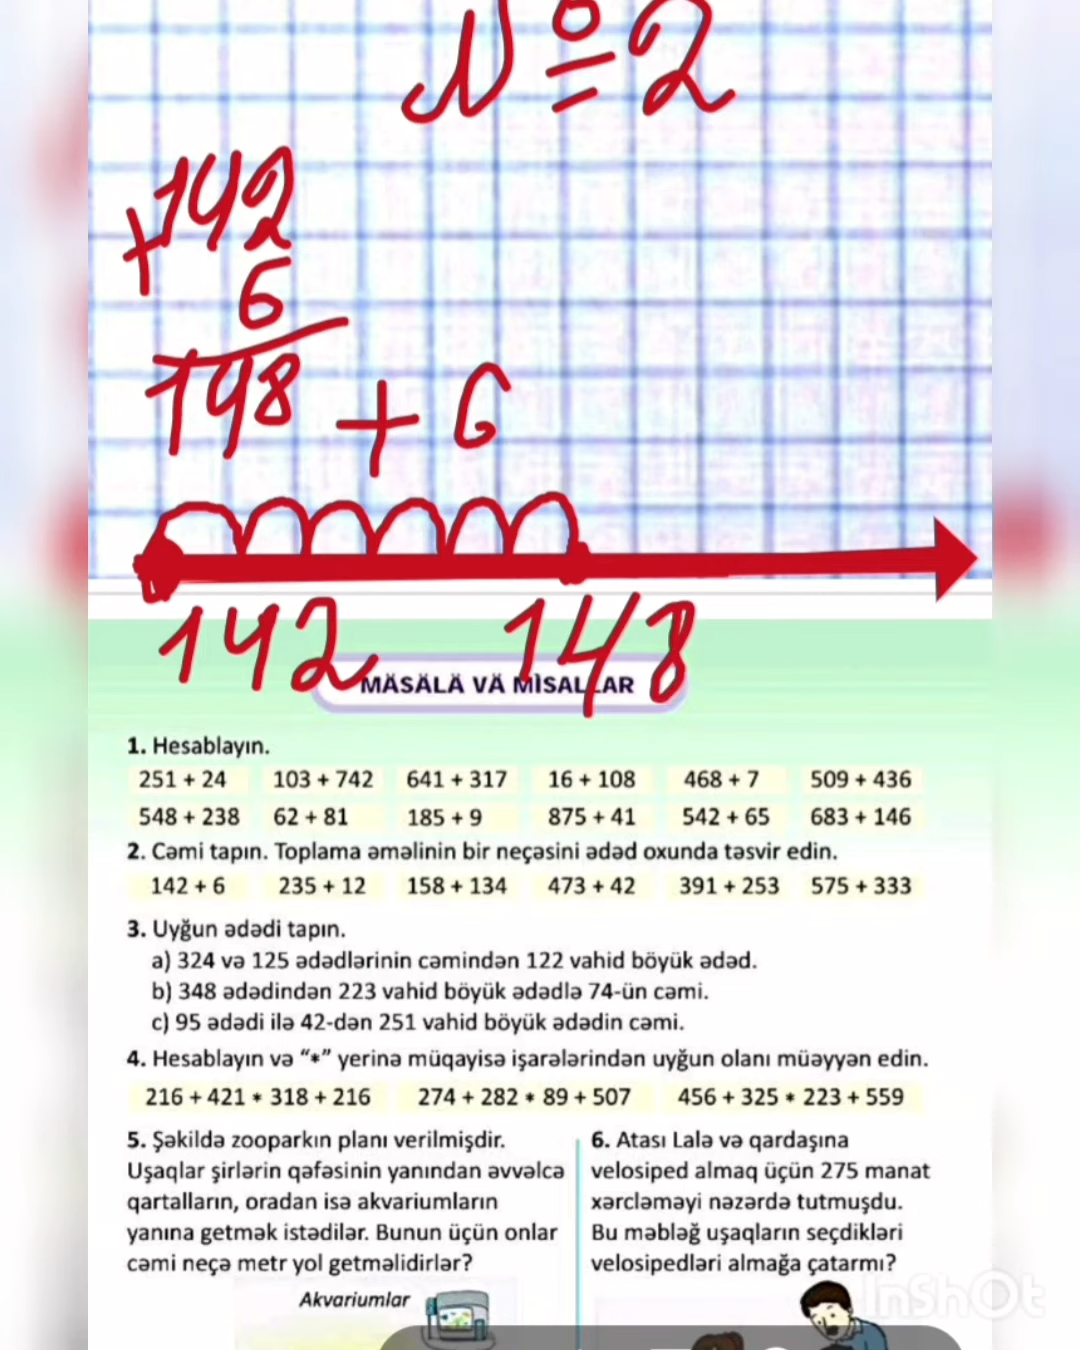 №2
+142
6
148
+6
142 148
MÄSÄLÄ VÄ MİSALLAR
1. Hesablayın.
251 + 24 103 + 742 641 + 317 16 + 108 468 + 7 509 + 436
548 + 238 62 + 81 185 + 9 875 + 41 542 + 65 683 + 146
2. Cəmi tapın. Toplama əməlinin bir neçəsini ədəd oxunda təsvir edin.
142 + 6 235 + 12 158 + 134 473 + 42 391 + 253 575 + 333
3. Uyğun ədədi tapın.
a) 324 və 125 ədədlərinin cəmindən 122 vahid böyük ədəd.
b) 348 ədədindən 223 vahid böyük ədədlə 74-ün cəmi.
c) 95 ədədi ilə 42-dən 251 vahid böyük ədədin cəmi.
4. Hesablayın və “*” yerinə müqayisə işarələrindən uyğun olanı müəyyən edin.
216 + 421 * 318 + 216 274 + 282 * 89 + 507 456 + 325 * 223 + 559
5. Şəkildə zooparkın planı verilmişdir.
Uşaqlar şirlərin qəfəsinin yanından əvvəlcə
qartalların, oradan isə akvariumların
yanına getmək istədilər. Bunun üçün onlar
cəmi neçə metr yol getməlidirlər?
Akvariumlar
6. Atası Lalə və qardaşına
velosiped almaq üçün 275 manat
xərcləməyi nəzərdə tutmuşdu.
Bu məbləğ uşaqların seçdikləri
velosipedləri almağa çatarmı?
InShOt